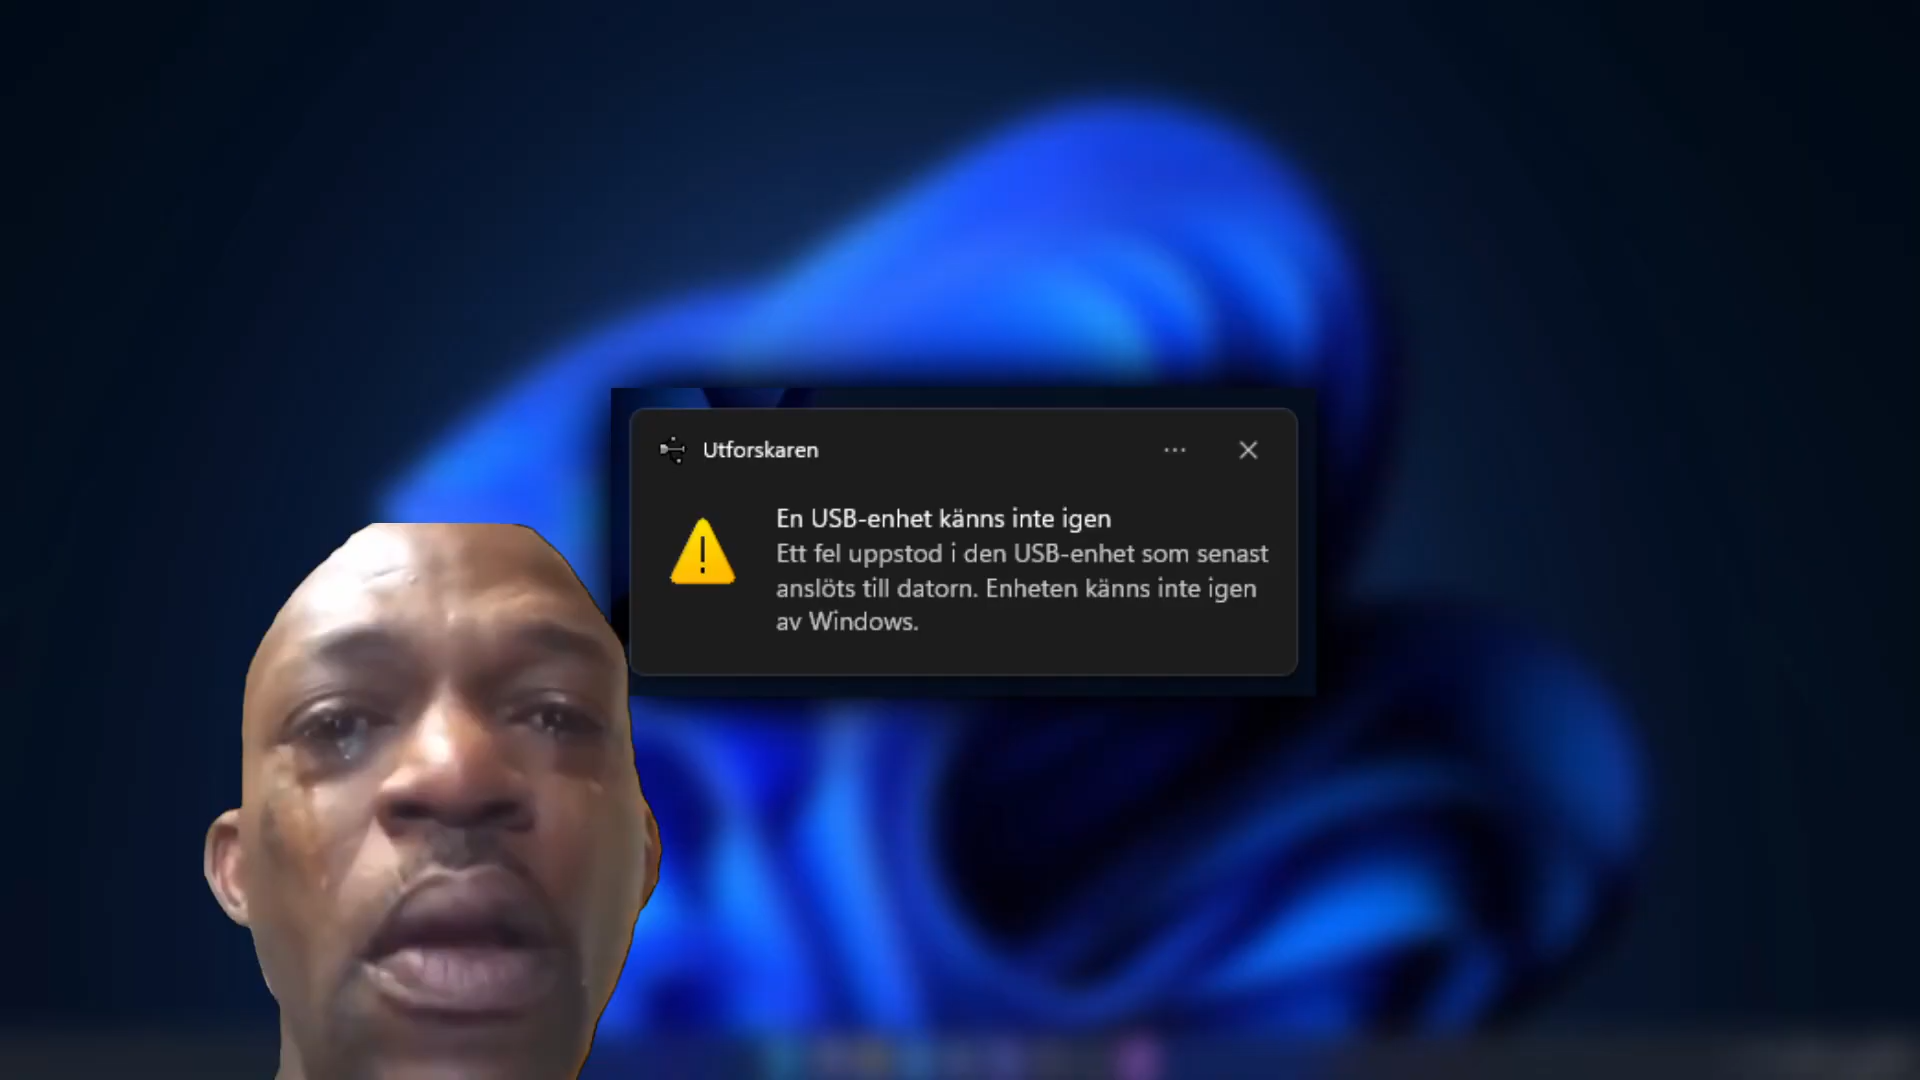 Utforskaren
En USB-enhet känns inte igen
Ett fel uppstod i den USB-enhet som senast
anslöts till datorn. Enheten känns inte igen
av Windows.